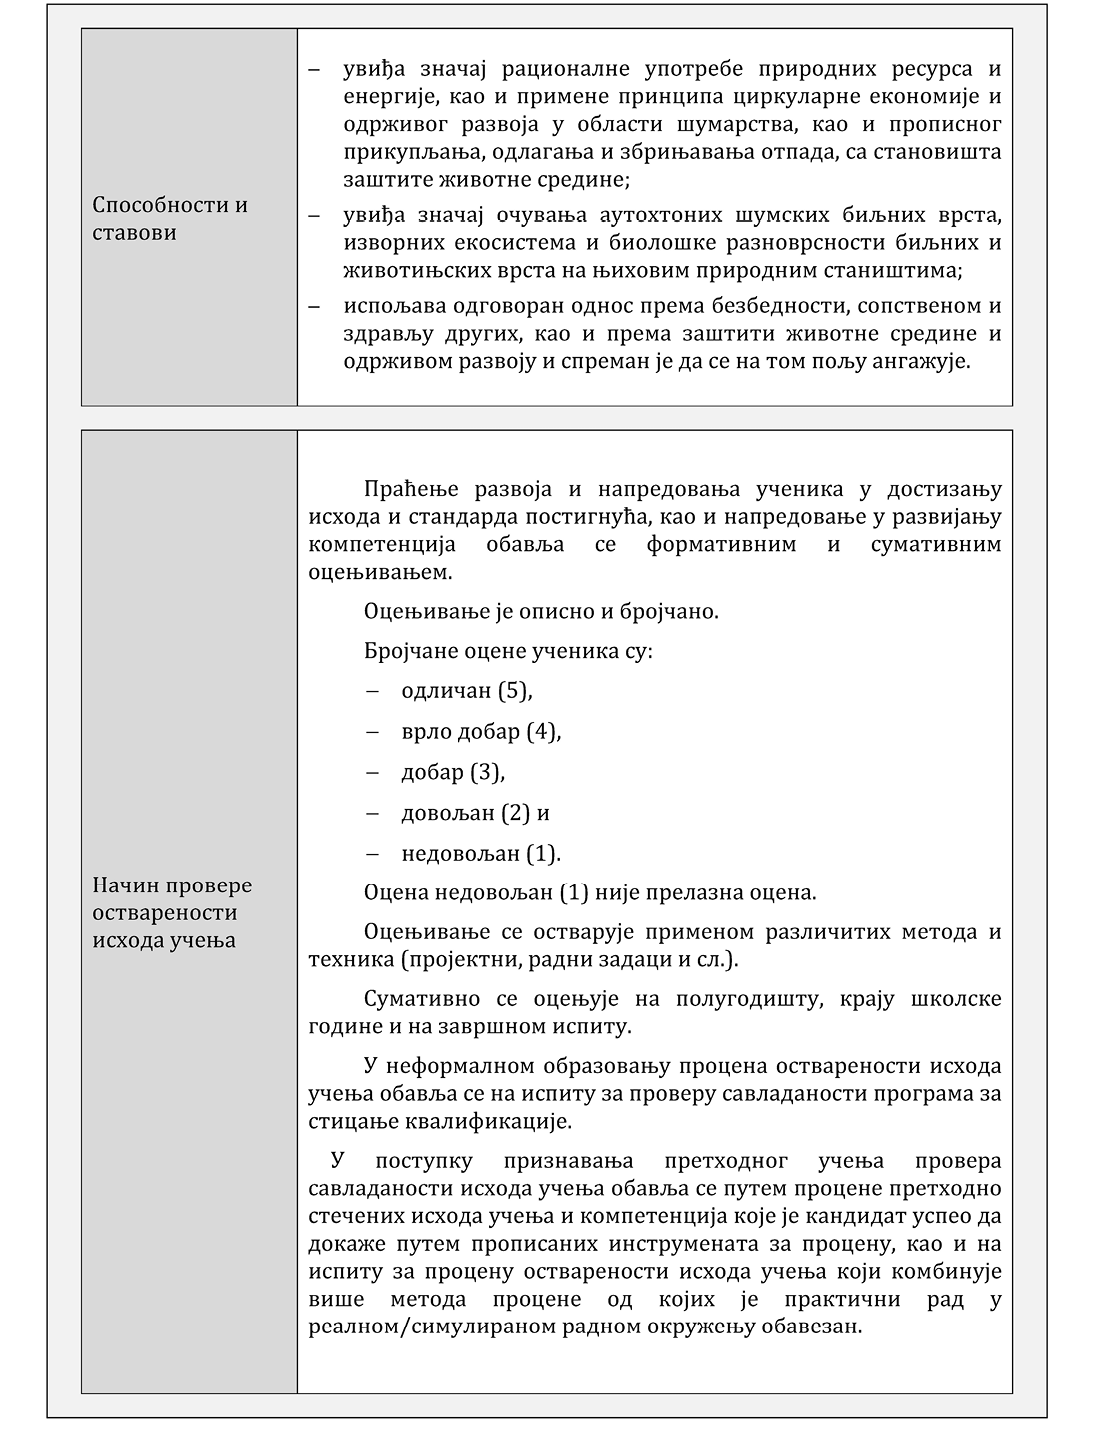 Способности и
ставови
– увиђа значај рационалне употребе природних ресурса и
енергије, као и примене принципа циркуларне економије и
одрживог развоја у области шумарства, као и прописног
прикупљања, одлагања и збрињавања отпада, са становишта
заштите животне средине;
– увиђа значај очувања аутохтоних шумских биљних врста,
изворних екосистема и биолошке разноврсности биљних и
животињских врста на њиховим природним стаништима;
– испољава одговоран однос према безбедности, сопственом и
здрављу других, као и према заштити животне средине и
одрживом развоју и спреман је да се на том пољу ангажује.
Начин провере
остварености
исхода учења
Праћење развоја и напредовања ученика у достизању
исхода и стандарда постигнућа, као и напредовање у развијању
компетенција обавља се формативним и сумативним
оцењивањем.
Оцењивање је описно и бројчано.
Бројчане оцене ученика су:
– одличан (5),
– врло добар (4),
– добар (3),
– довољан (2) и
– недовољан (1).
Оцена недовољан (1) није прелазна оцена.
Оцењивање се остварује применом различитих метода и
техника (пројектни, радни задаци и сл.).
Сумативно се оцењује на полугодишту, крају школске
године и на завршном испиту.
У неформалном образовању процена остварености исхода
учења обавља се на испиту за проверу савладаности програма за
стицање квалификације.
У поступку признавања претходног учења провера
савладаности исхода учења обавља се путем процене претходно
стечених исхода учења и компетенција које је кандидат успео да
докаже путем прописаних инструмената за процену, као и на
испиту за процену остварености исхода учења који комбинује
више метода процене од којих је практични рад у
реалном/симулираном радном окружењу обавезан.